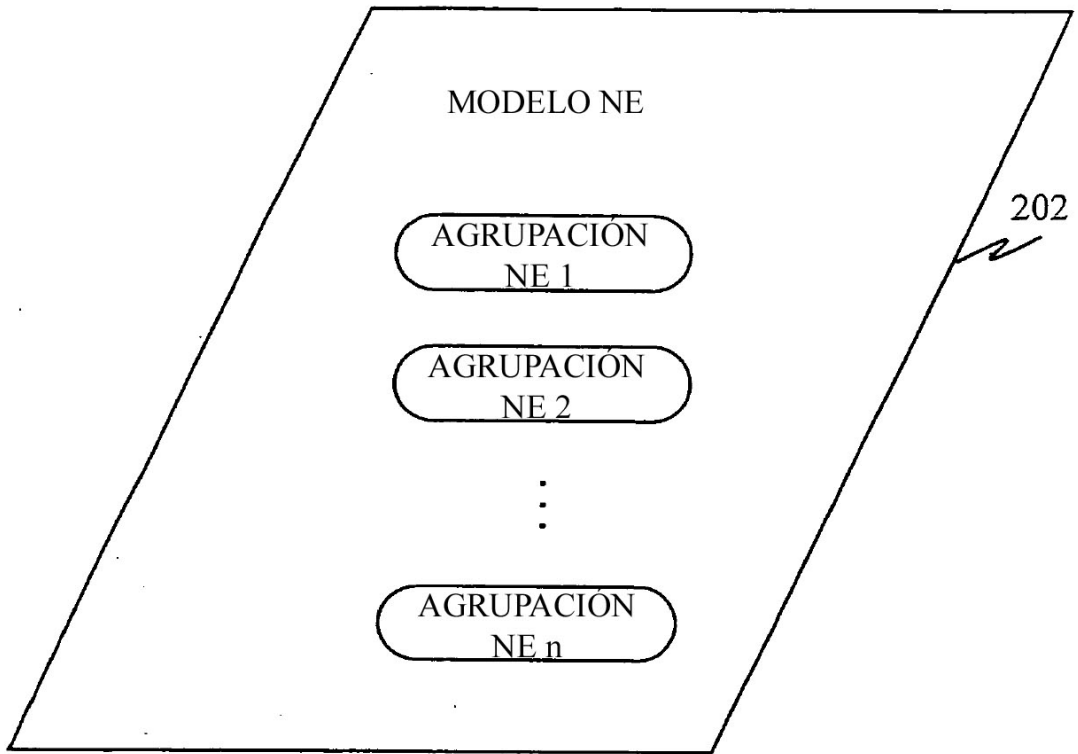 MODELO NE
202
AGRUPACIÓN
NE 1
AGRUPACIÓN
NE 2
AGRUPACIÓN
NE n